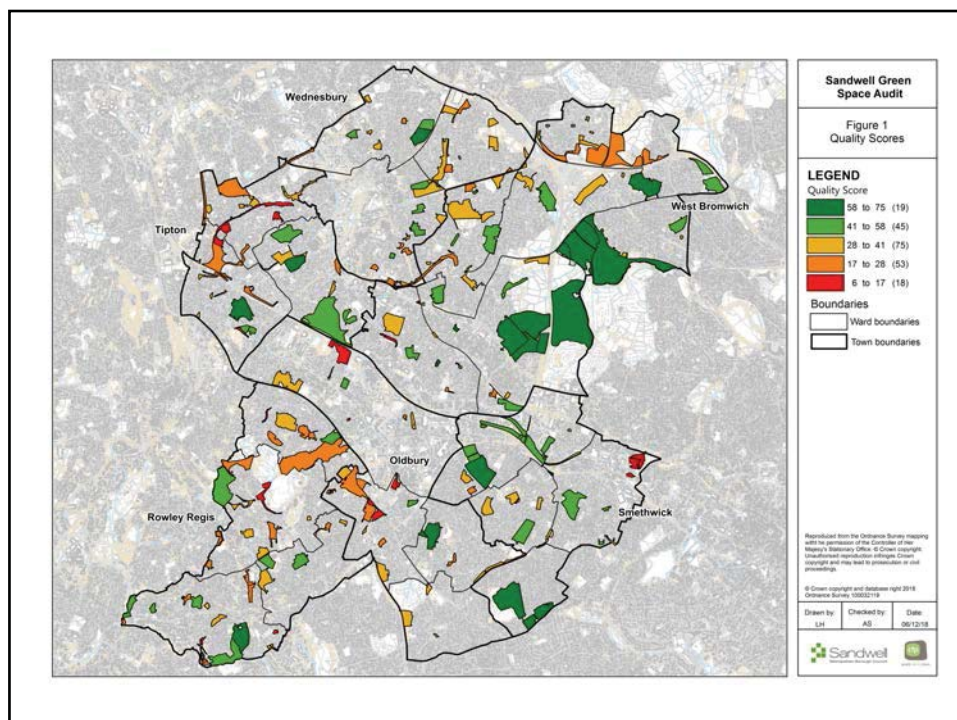 Wednesbury
West Bromwich
Tipton
Oldbury
Rowley Regis
Smethwick
Sandwell Green
Space Audit
Figure 1
Quality Scores
LEGEND
Quality Score
58 to 75 (19)
41 to 58 (45)
28 to 41 (75)
17 to 28 (53)
6 to 17 (18)
Boundaries
Ward boundaries
Town boundaries
Reproduced from the Ordnance Survey mapping
with the permission of the Controller of Her
Majesty's Stationary Office. © Crown copyright.
Unauthorised reproduction infringes Crown
copyright and may lead to prosecution or civil
proceedings.
© Crown copyright and database right 2018
Ordnance Survey 100032119
Drawn by:
LH
Checked by:
AS
Date:
06/12/18
Sandwell
Metropolitan Borough Council